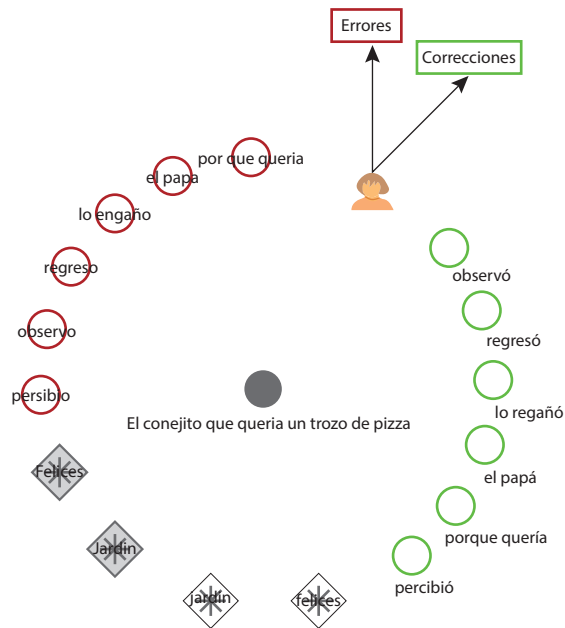 Errores
Correcciones
por que queria
el papa
lo engaño
regreso
observo
persibio
observó
regresó
lo regañó
el papá
porque quería
percibió
El conejito que queria un trozo de pizza
Felices
Jardin
jardín
felices